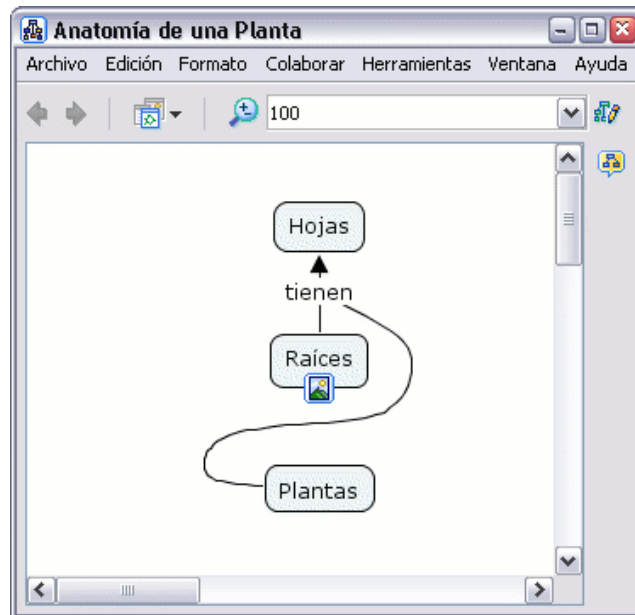 Anatomía de una Planta
Archivo Edición Formato Colaborar Herramientas Ventana Ayuda
100
Hojas
tienen
Raíces
Plantas